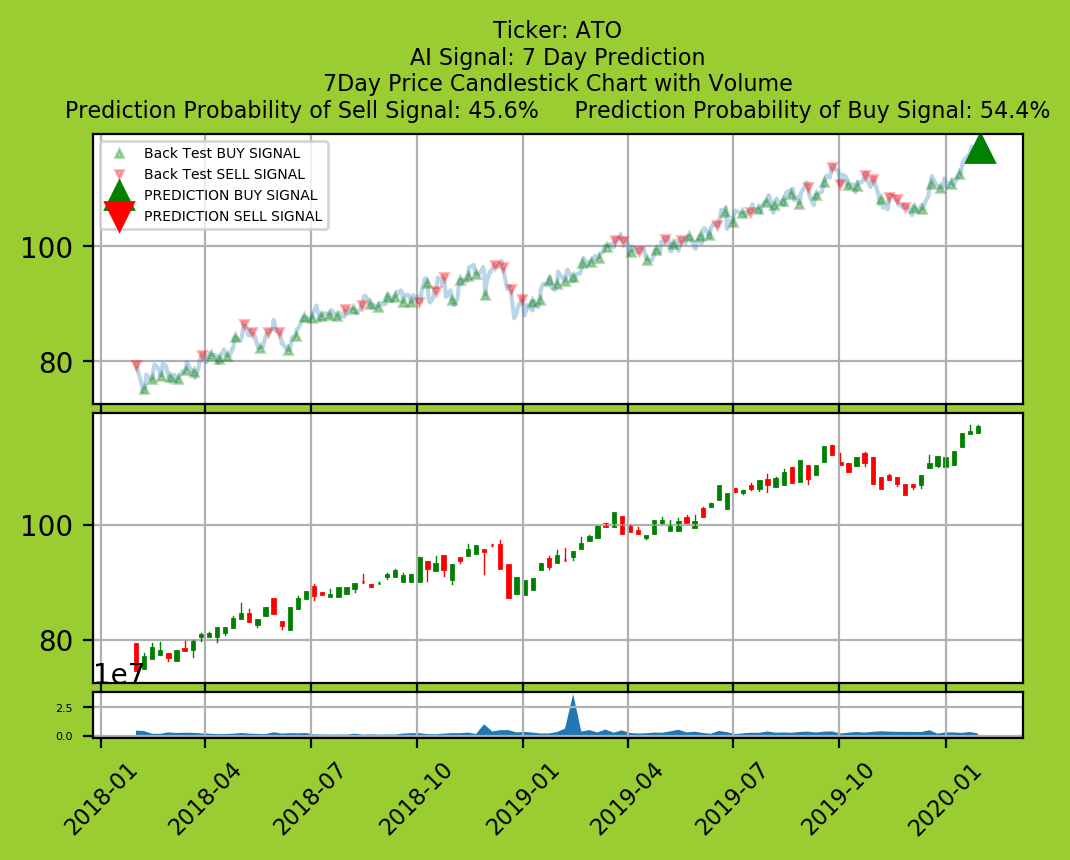 Ticker: ATO
AI Signal: 7 Day Prediction
7Day Price Candlestick Chart with Volume
Prediction Probability of Sell Signal: 45.6%     Prediction Probability of Buy Signal: 54.4%
Back Test BUY SIGNAL
Back Test SELL SIGNAL
PREDICTION BUY SIGNAL
PREDICTION SELL SIGNAL
100
80
100
80
1e7
2.5
0.0
2018-01
2018-04
2018-07
2018-10
2019-01
2019-04
2019-07
2019-10
2020-01